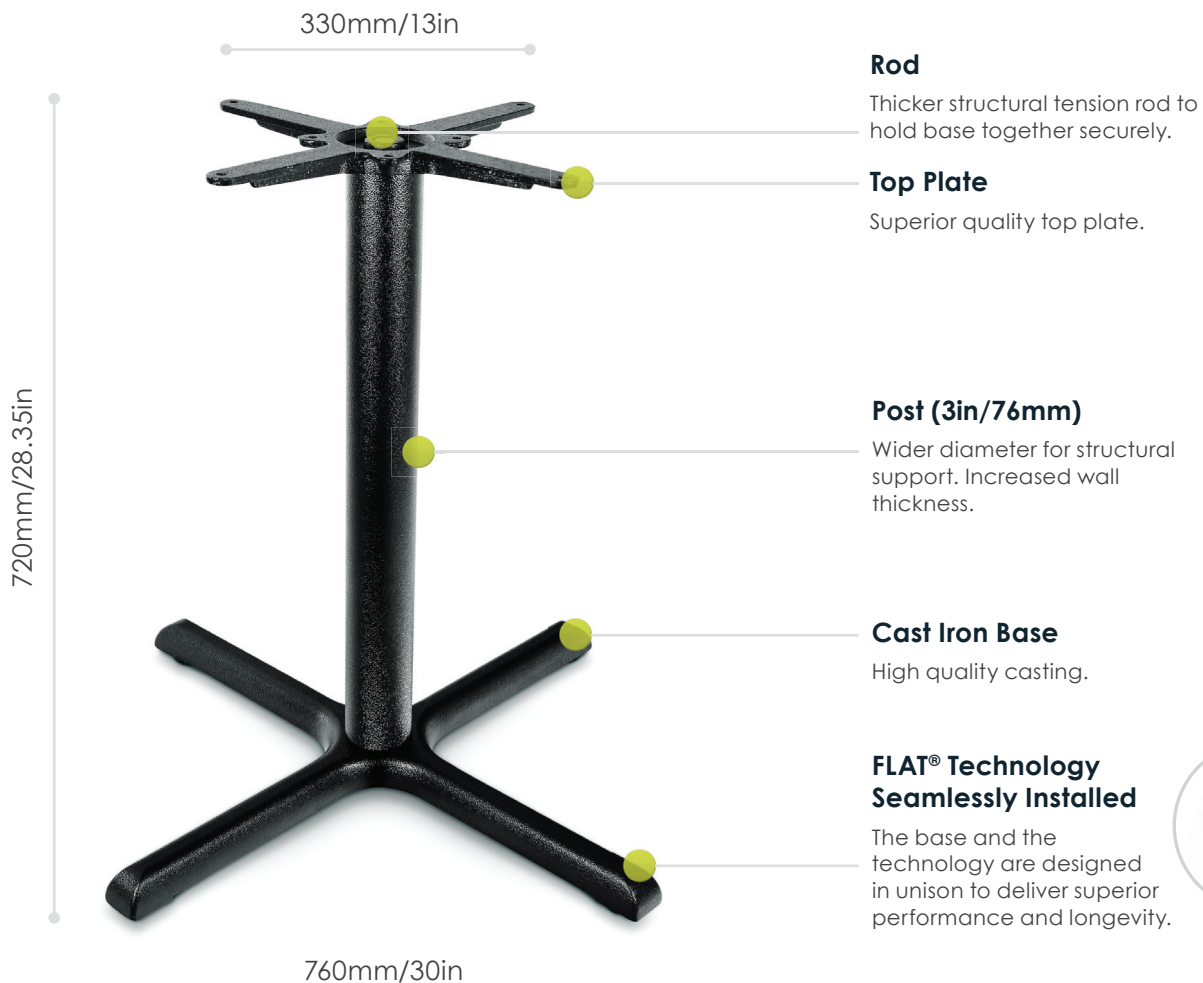 330mm/13in
Rod
Thicker structural tension rod to
hold base together securely.
Top Plate
Superior quality top plate.
720mm/28.35in
Post (3in/76mm)
Wider diameter for structural
support. Increased wall
thickness.
Cast Iron Base
High quality casting.
FLAT® Technology
Seamlessly Installed
The base and the
technology are designed
in unison to deliver superior
performance and longevity.
760mm/30in